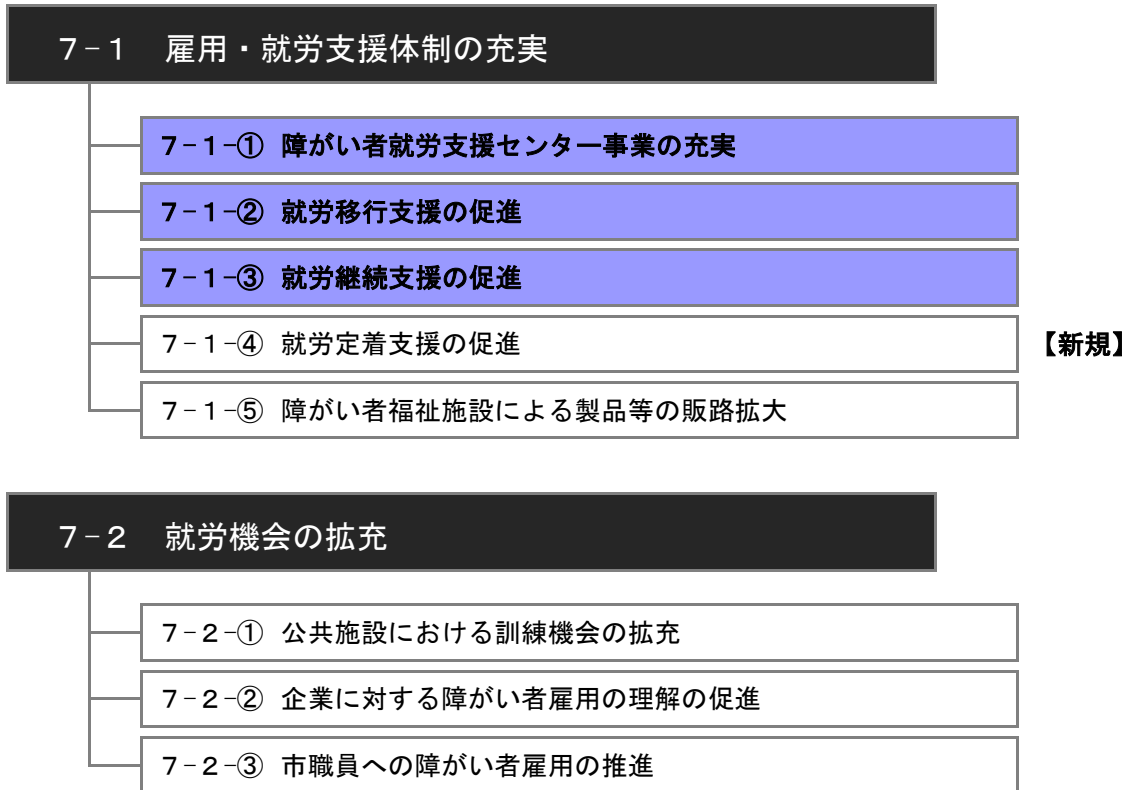 ７−１　雇用・就労支援体制の充実
７−１−① 障がい者就労支援センター事業の充実
７−１−② 就労移行支援の促進
７−１−③ 就労継続支援の促進
７−１−④ 就労定着支援の促進 【新規】
７−１−⑤ 障がい者福祉施設による製品等の販路拡大
７−２　就労機会の拡充
７−２−① 公共施設における訓練機会の拡充
７−２−② 企業に対する障がい者雇用の理解の促進
７−２−③ 市職員への障がい者雇用の推進